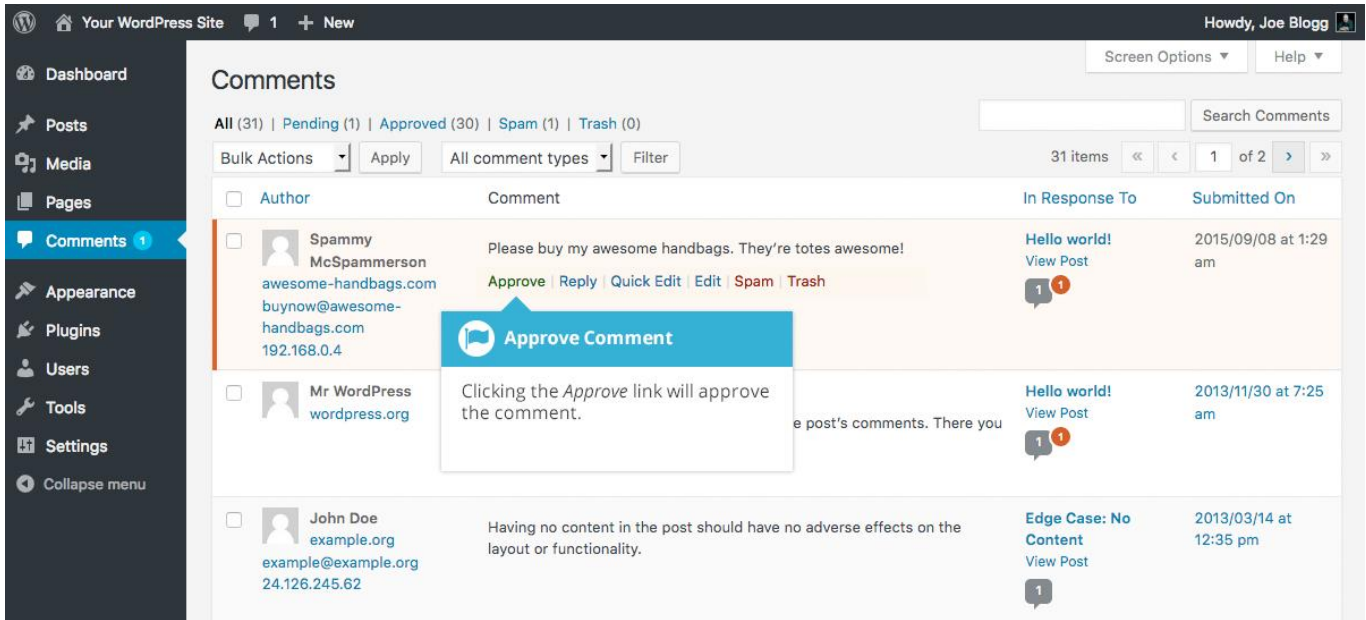 Your WordPress Site 1 + New Howdy, Joe Blogg
Screen Options ▼ Help ▼
Dashboard
Posts
Media
Pages
Comments 1
Appearance
Plugins
Users
Tools
Settings
Collapse menu
Comments
All (31) | Pending (1) | Approved (30) | Spam (1) | Trash (0)
Search Comments
Bulk Actions Apply All comment types Filter 31 items « ‹ 1 of 2 › »
Author Comment In Response To Submitted On
Spammy
McSpammerson
awesome-handbags.com
buynow@awesome-
handbags.com
192.168.0.4
Please buy my awesome handbags. They're totes awesome!
Approve | Reply | Quick Edit | Edit | Spam | Trash
Hello world!
View Post
1 1
2015/09/08 at 1:29
am
Approve Comment
Clicking the Approve link will approve
the comment.
Mr WordPress
wordpress.org
e post's comments. There you
Hello world!
View Post
1 1
2013/11/30 at 7:25
am
John Doe
example.org
example@example.org
24.126.245.62
Having no content in the post should have no adverse effects on the
layout or functionality.
Edge Case: No
Content
View Post
1
2013/03/14 at
12:35 pm